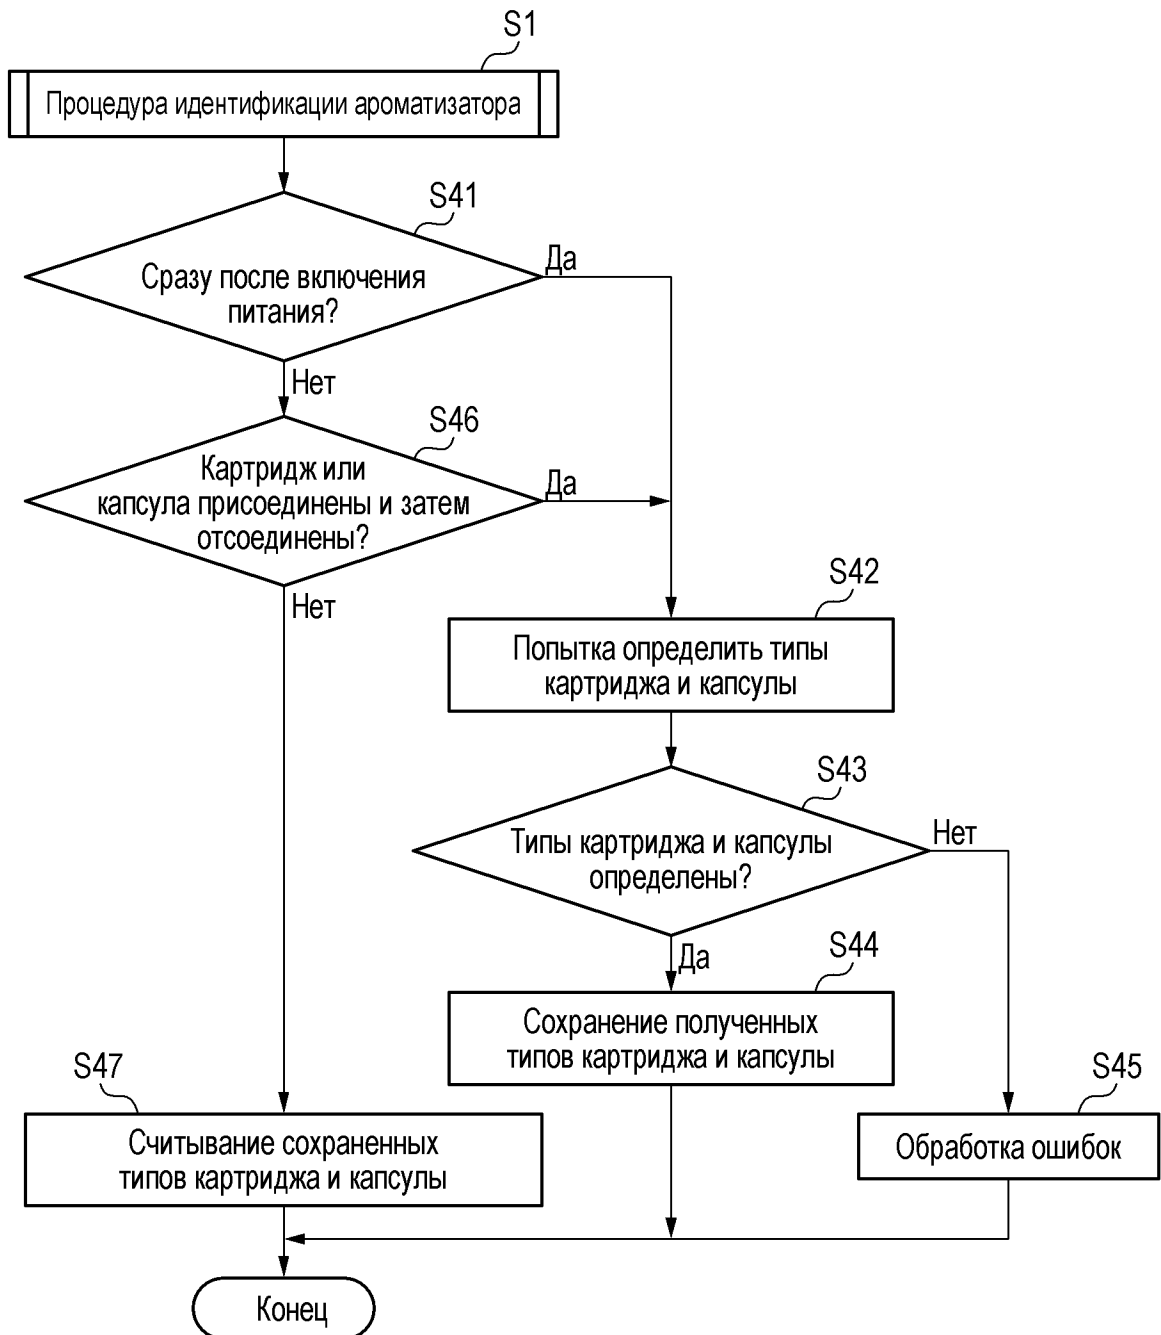 S1
Процедура идентификации ароматизатора
S41
Сразу после включения
питания?
Да
Нет
S46
Картридж или
капсула присоединены и затем
отсоединены?
Да
Нет
S42
Попытка определить типы
картриджа и капсулы
S43
Типы картриджа и капсулы
определены?
Нет
Да
S44
Сохранение полученных
типов картриджа и капсулы
S47
Считывание сохраненных
типов картриджа и капсулы
S45
Обработка ошибок
Конец